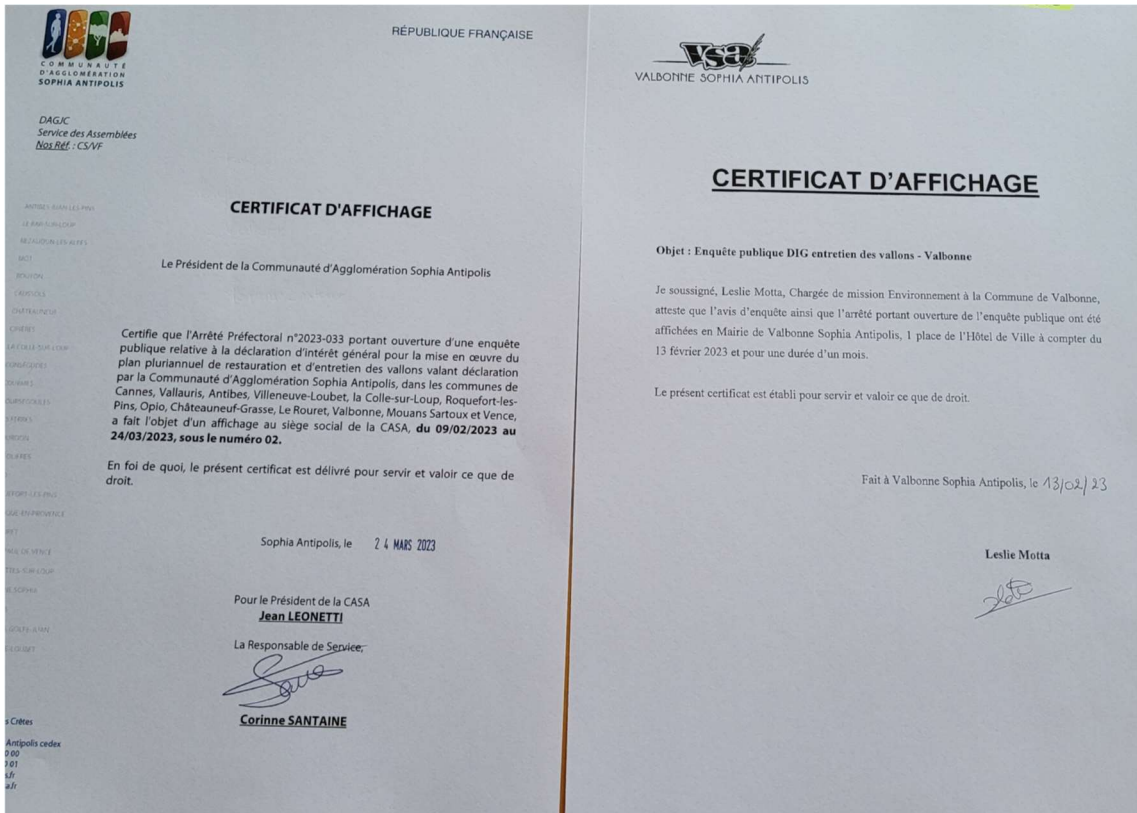 COMMUNAUTÉ
D'AGGLOMÉRATION
SOPHIA ANTIPOLIS
RÉPUBLIQUE FRANÇAISE
DAGJC
Service des Assemblées
Nos Réf. : CS/VF
CERTIFICAT D'AFFICHAGE
Le Président de la Communauté d'Agglomération Sophia Antipolis
Certifie que l'Arrêté Préfectoral n°2023-033 portant ouverture d'une enquête
publique relative à la déclaration d'intérêt général pour la mise en œuvre du
plan pluriannuel de restauration et d'entretien des vallons valant déclaration
par la Communauté d'Agglomération Sophia Antipolis, dans les communes de
Cannes, Vallauris, Antibes, Villeneuve-Loubet, la Colle-sur-Loup, Roquefort-les-
Pins, Opio, Châteauneuf-Grasse, Le Rouret, Valbonne, Mouans Sartoux et Vence,
a fait l'objet d'un affichage au siège social de la CASA, du 09/02/2023 au
24/03/2023, sous le numéro 02.
En foi de quoi, le présent certificat est délivré pour servir et valoir ce que de
droit.
Sophia Antipolis, le 24 MARS 2023
Pour le Président de la CASA
Jean LEONETTI
La Responsable de Service,
Corinne SANTAINE
s Crêtes
Antipolis cedex
0 00
0 01
s.fr
a.fr
vsa
VALBONNE SOPHIA ANTIPOLIS
CERTIFICAT D'AFFICHAGE
Objet : Enquête publique DIG entretien des vallons - Valbonne
Je soussigné, Leslie Motta, Chargée de mission Environnement à la Commune de Valbonne,
atteste que l'avis d'enquête ainsi que l'arrêté portant ouverture de l'enquête publique ont été
affichées en Mairie de Valbonne Sophia Antipolis, 1 place de l'Hôtel de Ville à compter du
13 février 2023 et pour une durée d'un mois.
Le présent certificat est établi pour servir et valoir ce que de droit.
Fait à Valbonne Sophia Antipolis, le 13/02/23
Leslie Motta